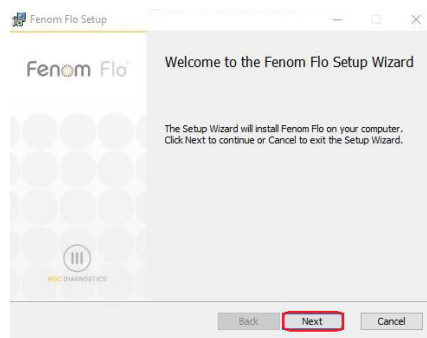 Fenom Flo Setup
Fenom Flo
Welcome to the Fenom Flo Setup Wizard
The Setup Wizard will install Fenom Flo on your computer.
Click Next to continue or Cancel to exit the Setup Wizard.
MGC DIAGNOSTICS
Back Next Cancel